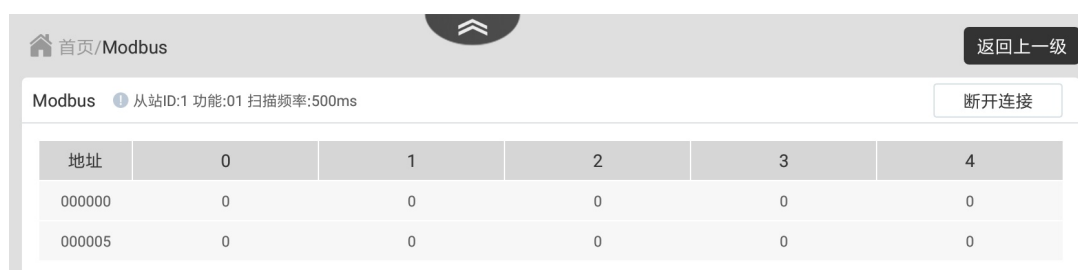 首页/Modbus 返回上一级
Modbus 从站ID:1 功能:01 扫描频率:500ms 断开连接
地址 0 1 2 3 4
000000 0 0 0 0 0
000005 0 0 0 0 0